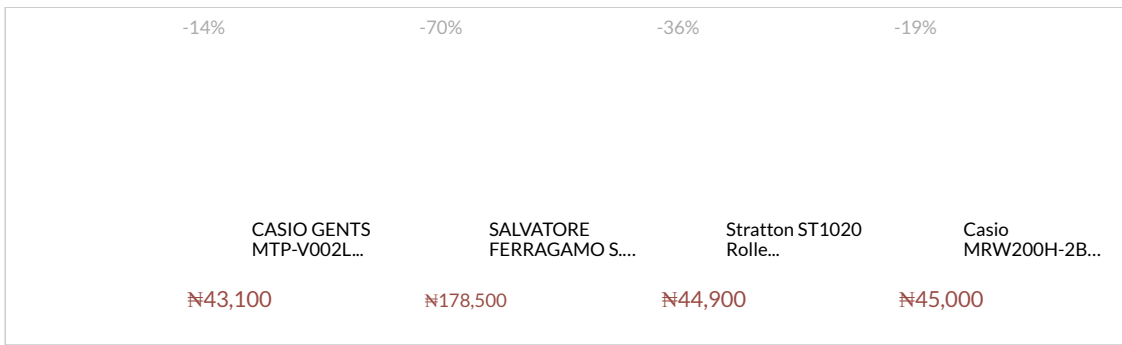 -14%
-70%
-36%
-19%
CASIO GENTS
MTP-V002L...
SALVATORE
FERRAGAMO S....
Stratton ST1020
Rolle...
Casio
MRW200H-2B...
₦43,100
₦178,500
₦44,900
₦45,000